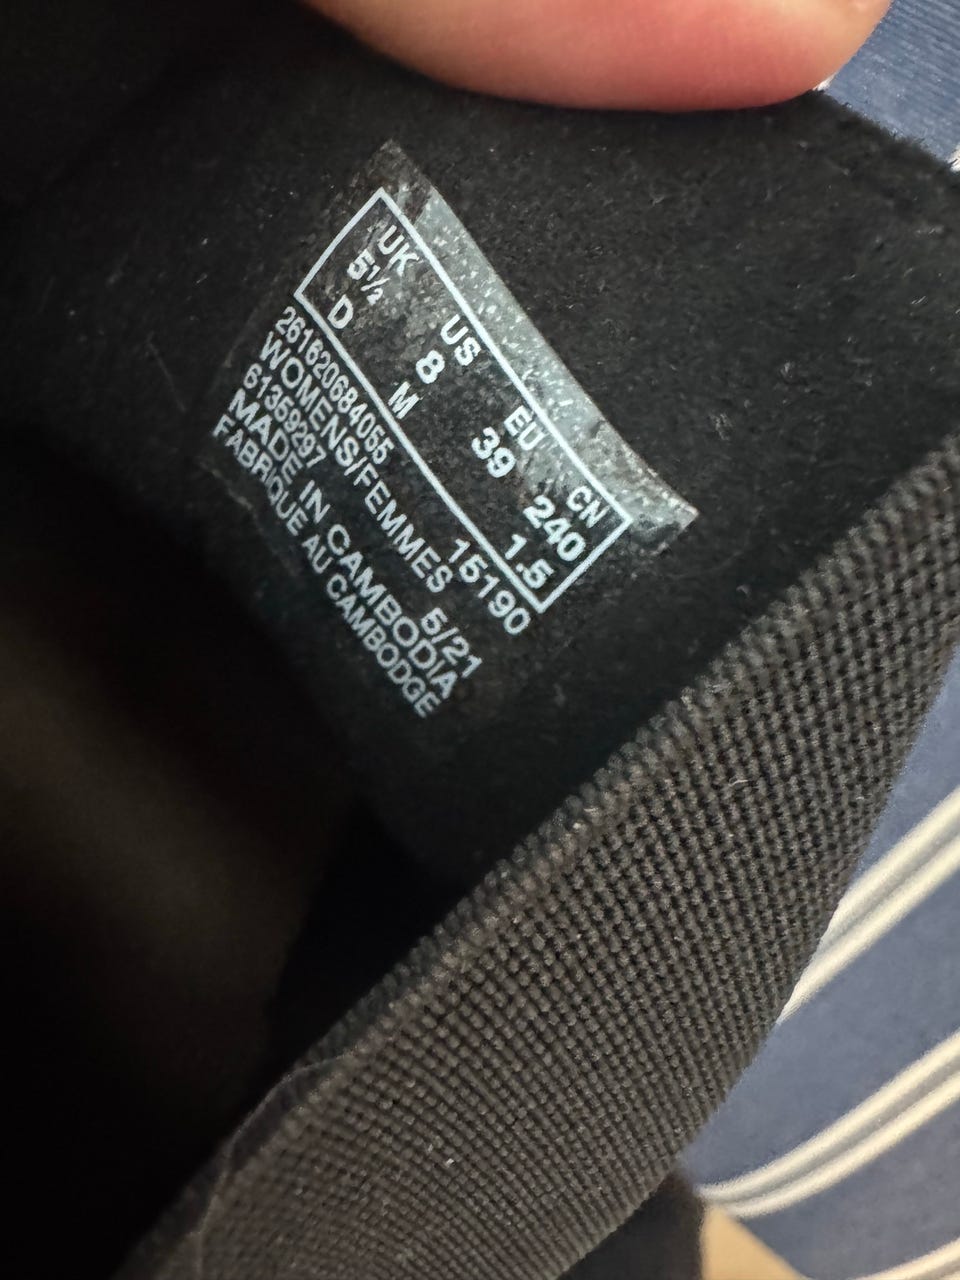 UK US EU CN
5½ 8 39 240
D M 1.5
261620684055 15190
WOMENS/FEMMES 5/21
61359297
MADE IN CAMBODIA
FABRIQUE AU CAMBODGE